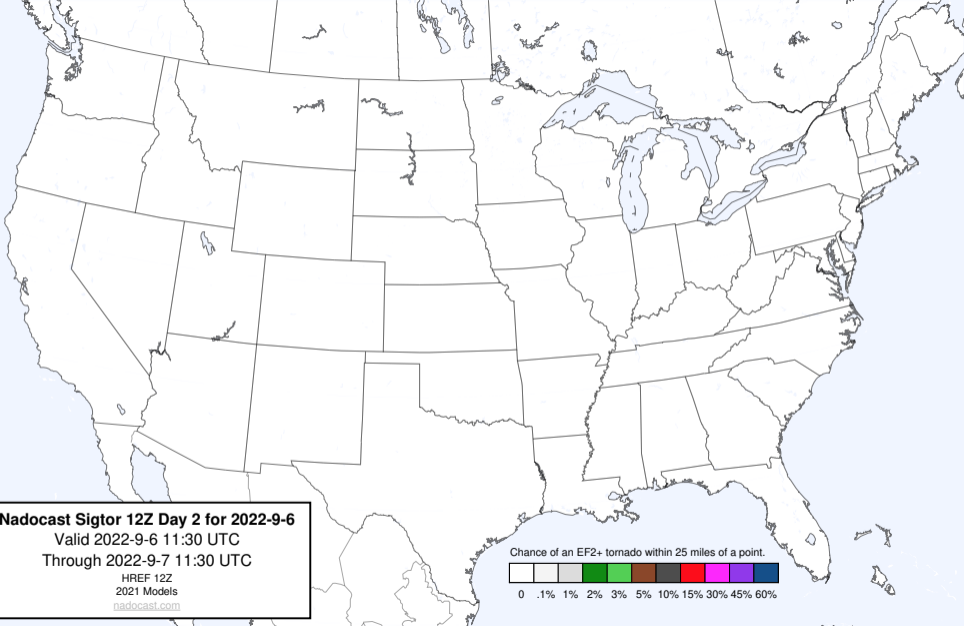 Nadocast Sigtor 12Z Day 2 for 2022-9-6
Valid 2022-9-6 11:30 UTC
Through 2022-9-7 11:30 UTC
HREF 12Z
2021 Models
nadocast.com
Chance of an EF2+ tornado within 25 miles of a point.
0 .1% 1% 2% 3% 5% 10% 15% 30% 45% 60%